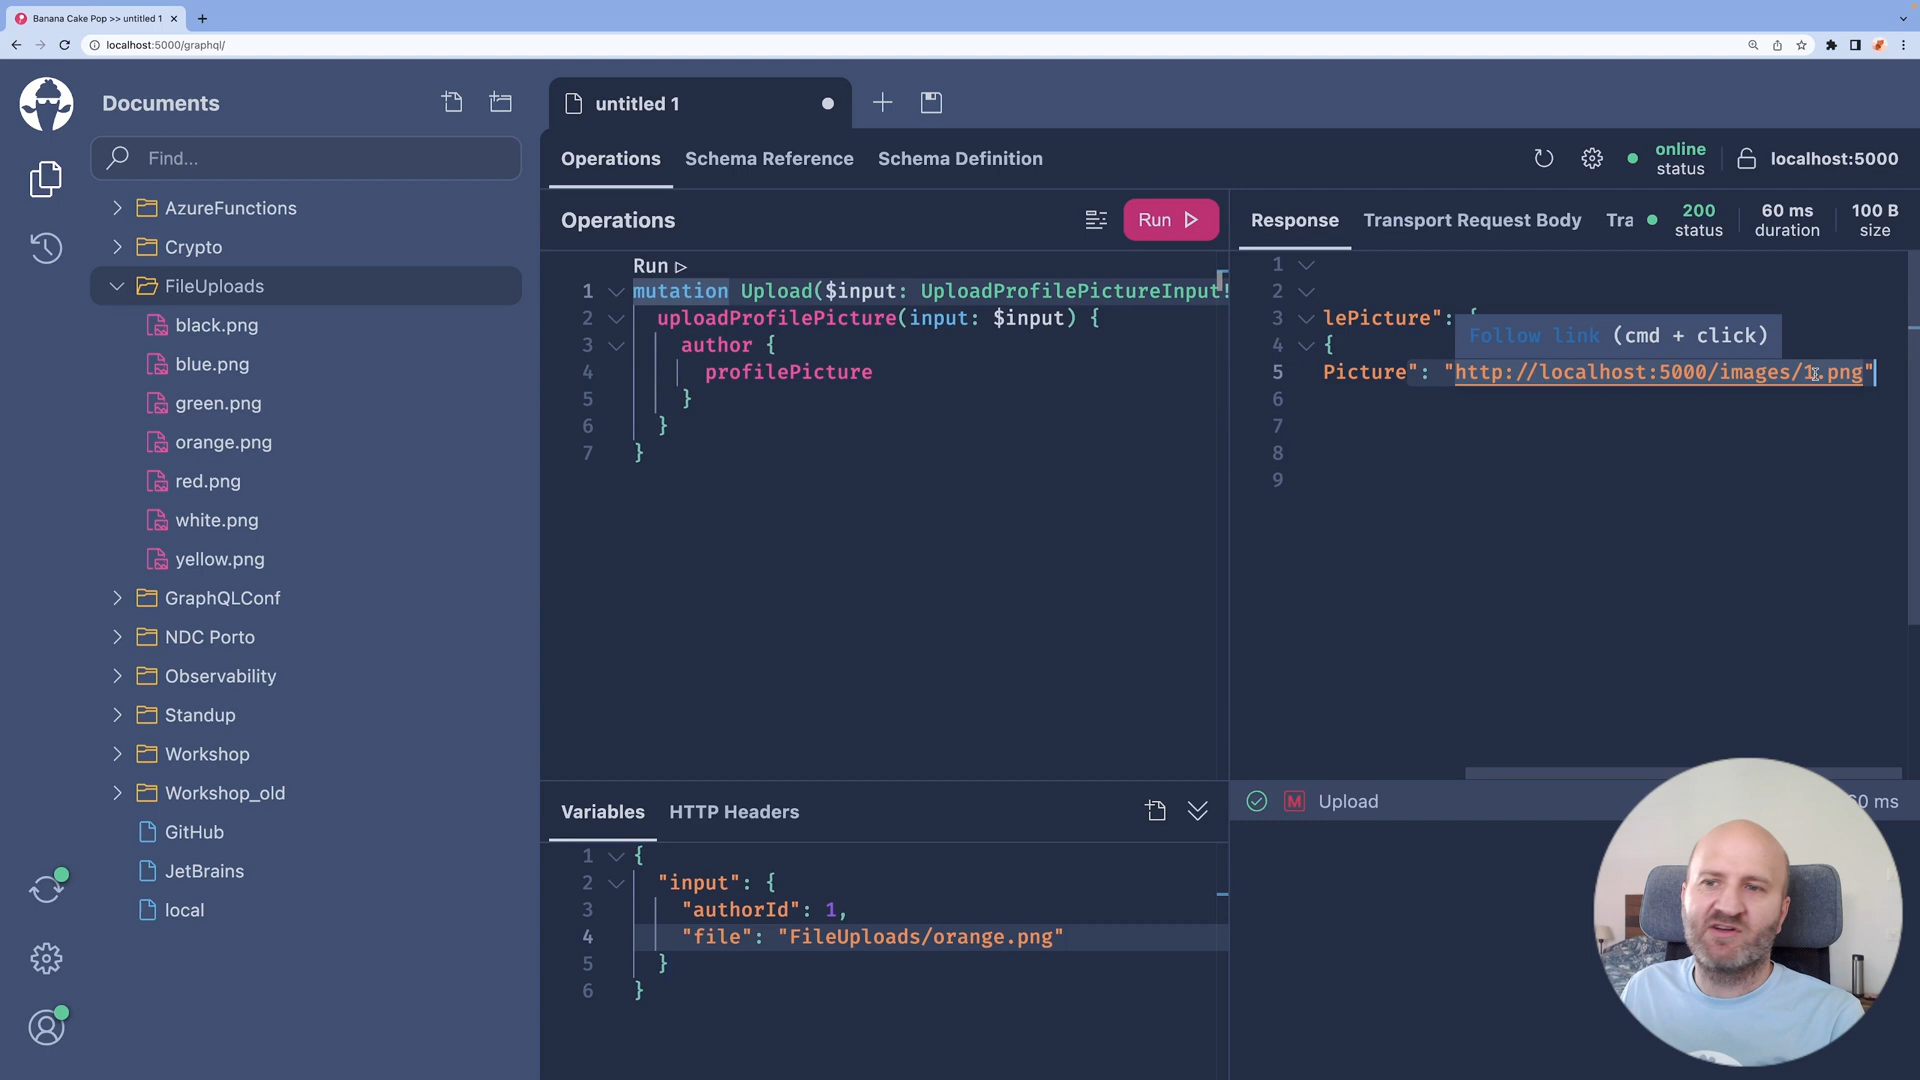 Banana Cake Pop >> untitled 1
localhost:5000/graphql/
Documents
Find...
AzureFunctions
Crypto
FileUploads
black.png
blue.png
green.png
orange.png
red.png
white.png
yellow.png
GraphQLConf
NDC Porto
Observability
Standup
Workshop
Workshop_old
GitHub
JetBrains
local
untitled 1
Operations Schema Reference Schema Definition
online
status
localhost:5000
Operations
Run
Run
1 mutation Upload($input: UploadProfilePictureInput!
2 uploadProfilePicture(input: $input) {
3 author {
4 profilePicture
5 }
6 }
7 }
Response Transport Request Body Tra
200
status
60 ms
duration
100 B
size
1
2
3 lePicture": {
4 {
Follow link (cmd + click)
5 Picture": "http://localhost:5000/images/1.png"
6
7
8
9
Variables HTTP Headers
1 {
2 "input": {
3 "authorId": 1,
4 "file": "FileUploads/orange.png"
5 }
6 }
M Upload 60 ms